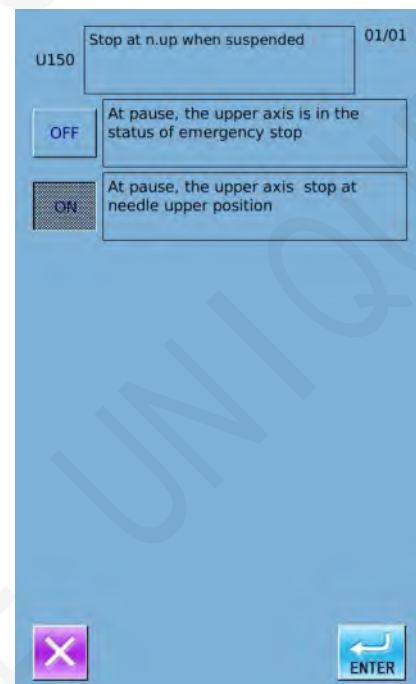 Stop at n.up when suspended
01/01
U150
At pause, the upper axis is in the
OFF
status of emergency stop
At pause, the upper axis stop at
ON
needle upper position
ENTER
UNIQU